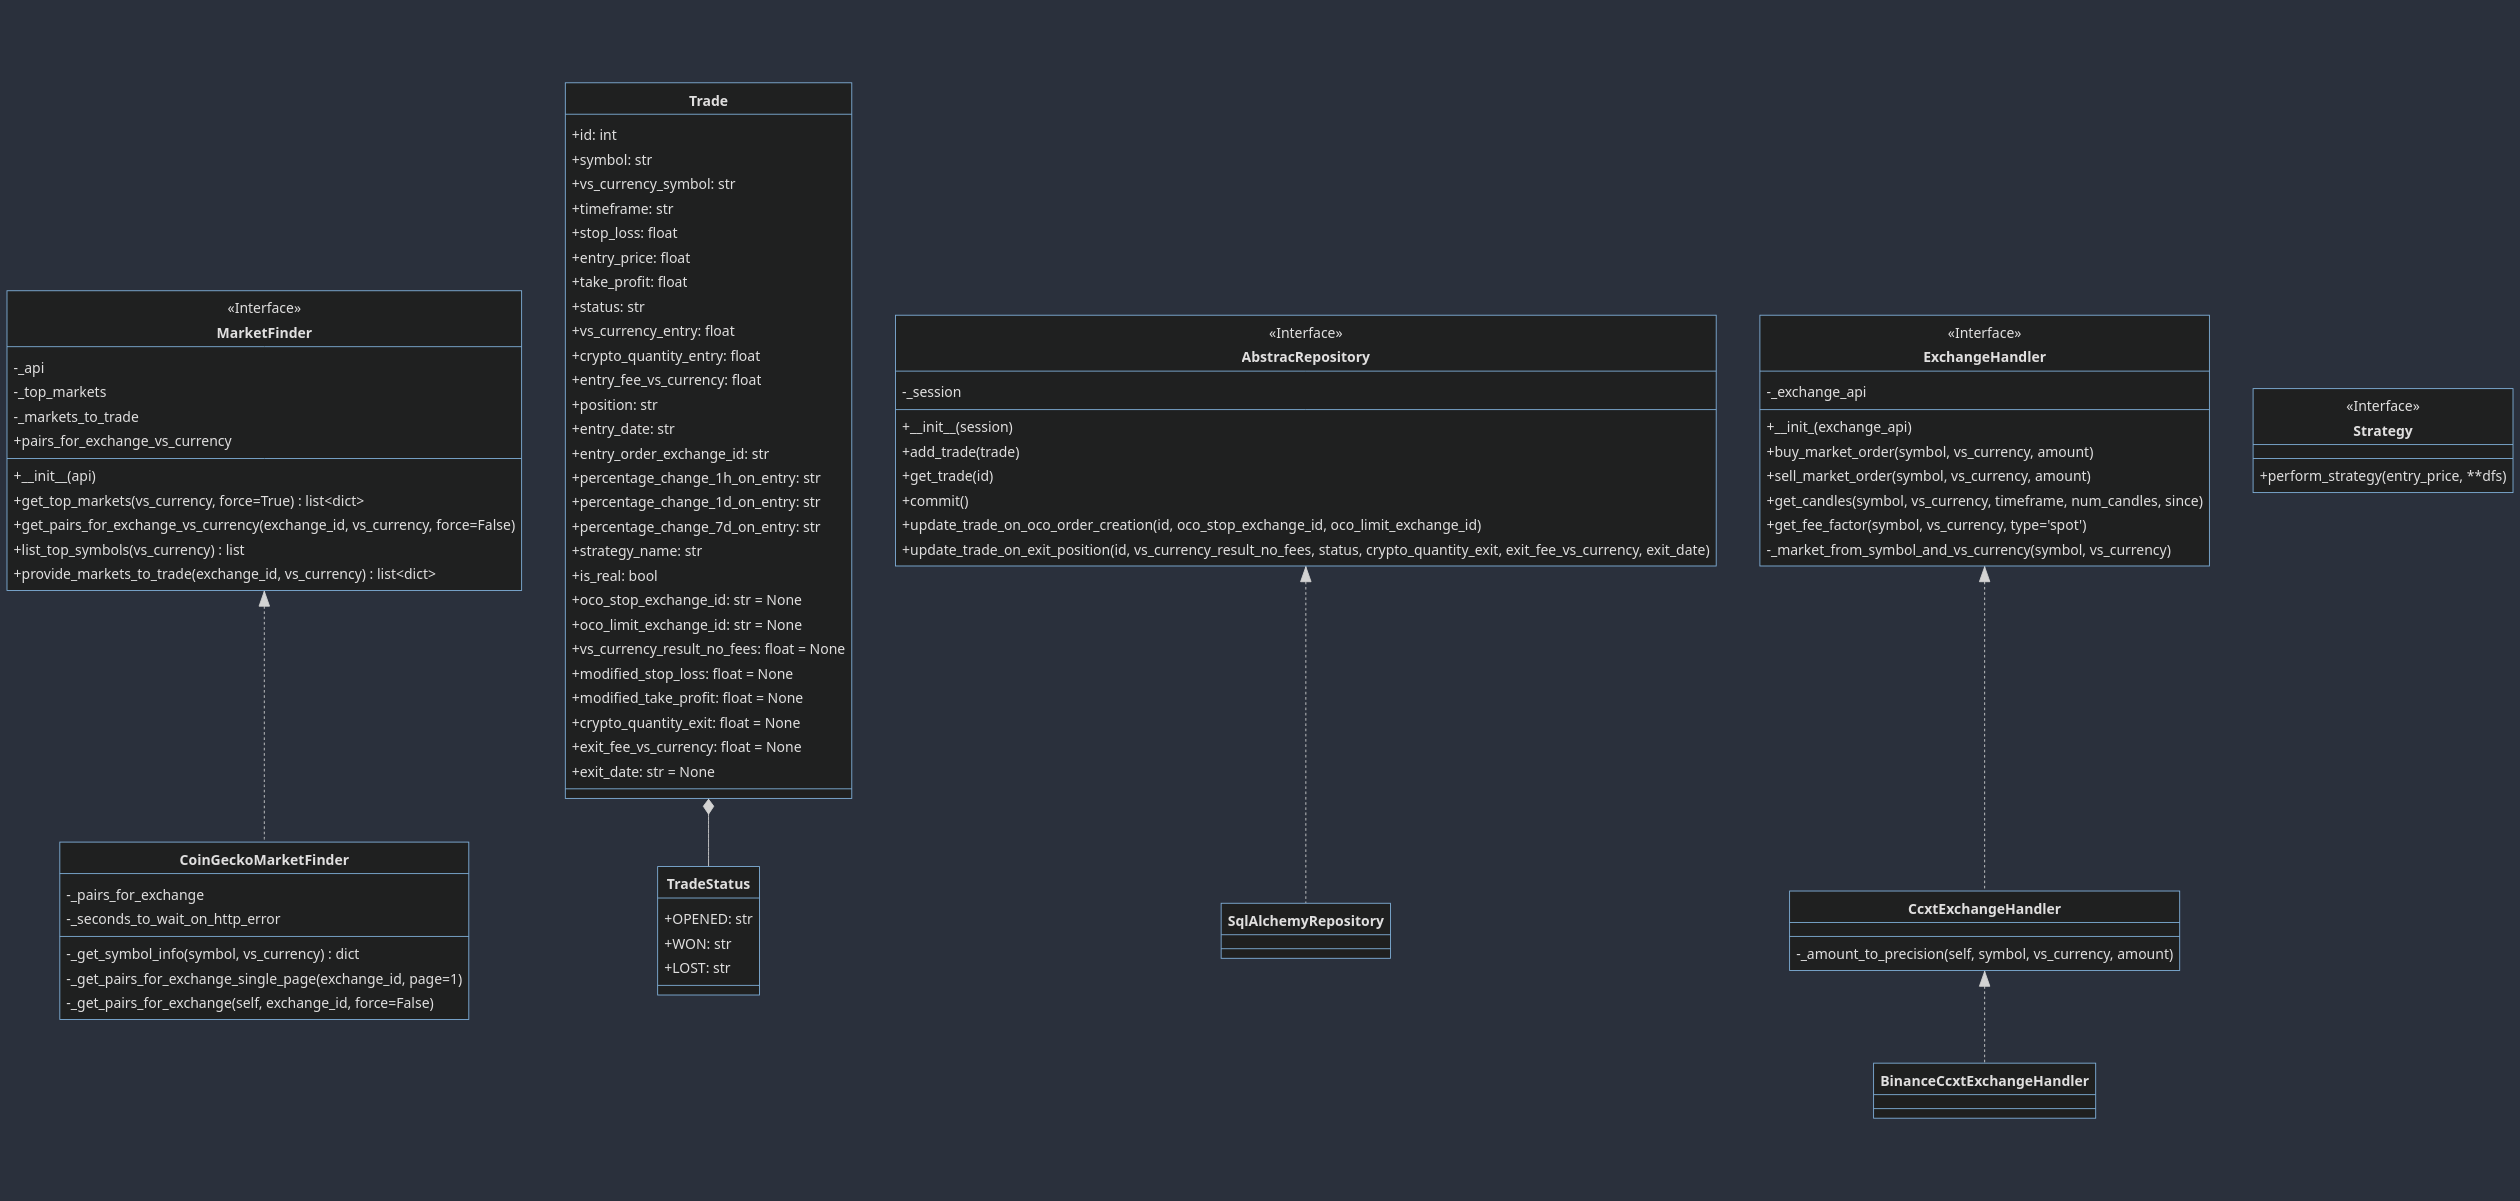 Trade
+id: int
+symbol: str
+vs_currency_symbol: str
+timeframe: str
+stop_loss: float
+entry_price: float
+take_profit: float
+status: str
+vs_currency_entry: float
+crypto_quantity_entry: float
+entry_fee_vs_currency: float
+position: str
+entry_date: str
+entry_order_exchange_id: str
+percentage_change_1h_on_entry: str
+percentage_change_1d_on_entry: str
+percentage_change_7d_on_entry: str
+strategy_name: str
+is_real: bool
+oco_stop_exchange_id: str = None
+oco_limit_exchange_id: str = None
+vs_currency_result_no_fees: float = None
+modified_stop_loss: float = None
+modified_take_profit: float = None
+crypto_quantity_exit: float = None
+exit_fee_vs_currency: float = None
+exit_date: str = None
«Interface»
MarketFinder
-_api
-_top_markets
-_markets_to_trade
+pairs_for_exchange_vs_currency
+__init__(api)
+get_top_markets(vs_currency, force=True) : list<dict>
+get_pairs_for_exchange_vs_currency(exchange_id, vs_currency, force=False)
+list_top_symbols(vs_currency) : list
+provide_markets_to_trade(exchange_id, vs_currency) : list<dict>
«Interface»
AbstracRepository
-_session
+__init__(session)
+add_trade(trade)
+get_trade(id)
+commit()
+update_trade_on_oco_order_creation(id, oco_stop_exchange_id, oco_limit_exchange_id)
+update_trade_on_exit_position(id, vs_currency_result_no_fees, status, crypto_quantity_exit, exit_fee_vs_currency, exit_date)
«Interface»
ExchangeHandler
-_exchange_api
+__init_(exchange_api)
+buy_market_order(symbol, vs_currency, amount)
+sell_market_order(symbol, vs_currency, amount)
+get_candles(symbol, vs_currency, timeframe, num_candles, since)
+get_fee_factor(symbol, vs_currency, type='spot')
-_market_from_symbol_and_vs_currency(symbol, vs_currency)
«Interface»
Strategy
+perform_strategy(entry_price, **dfs)
CoinGeckoMarketFinder
-_pairs_for_exchange
-_seconds_to_wait_on_http_error
-_get_symbol_info(symbol, vs_currency) : dict
-_get_pairs_for_exchange_single_page(exchange_id, page=1)
-_get_pairs_for_exchange(self, exchange_id, force=False)
TradeStatus
+OPENED: str
+WON: str
+LOST: str
SqlAlchemyRepository
CcxtExchangeHandler
-_amount_to_precision(self, symbol, vs_currency, amount)
BinanceCcxtExchangeHandler